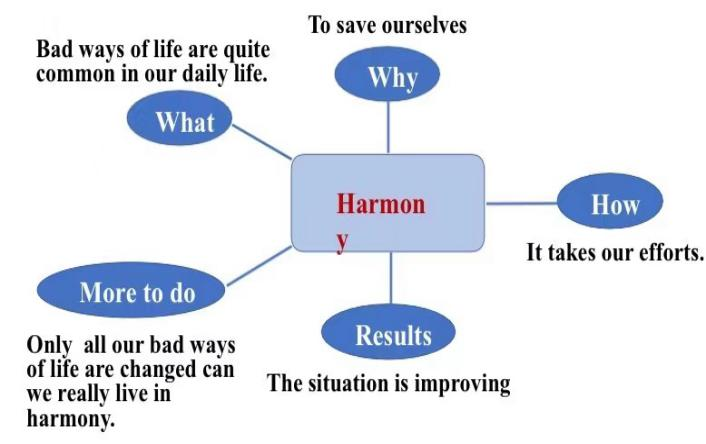 To save ourselves
Why
Bad ways of life are quite
common in our daily life.
What
Harmon
y
How
It takes our efforts.
More to do
Only all our bad ways
of life are changed can
we really live in
harmony.
Results
The situation is improving